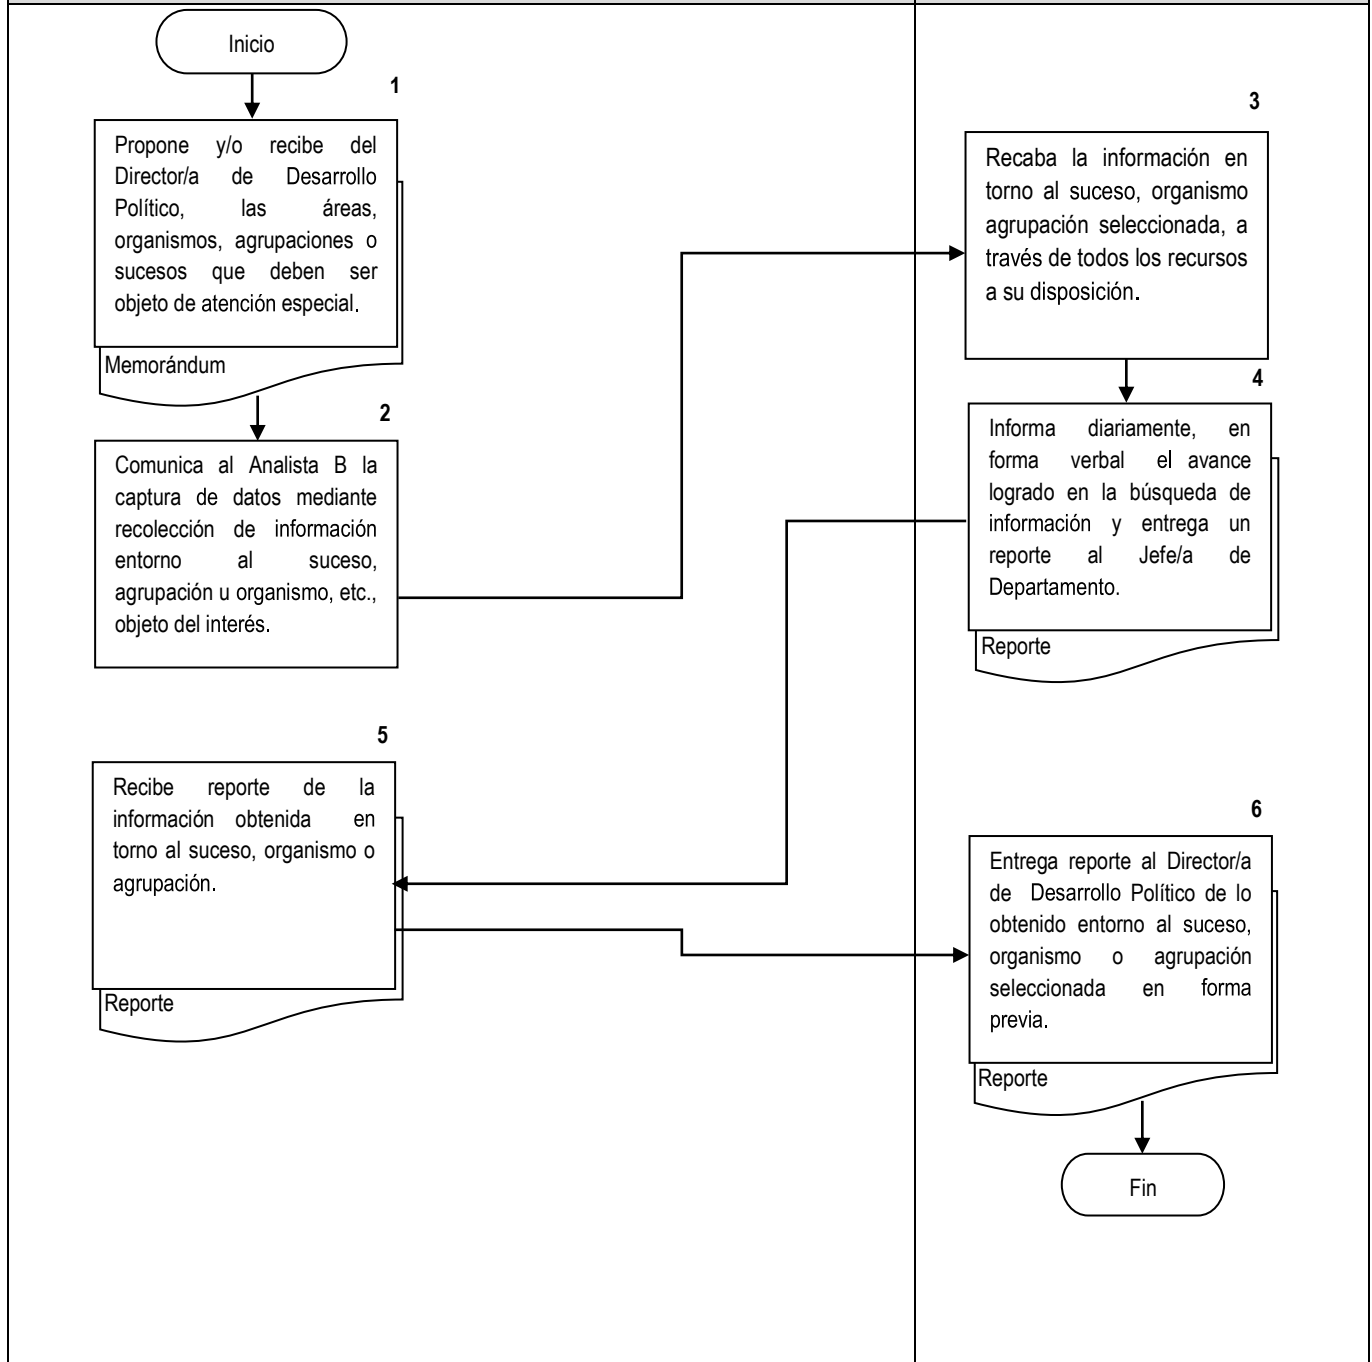 Inicio
1
Propone y/o recibe del
Director/a de Desarrollo
Político, las áreas,
organismos, agrupaciones o
sucesos que deben ser
objeto de atención especial.
Memorándum
2
Comunica al Analista B la
captura de datos mediante
recolección de información
entorno al suceso,
agrupación u organismo, etc.,
objeto del interés.
3
Recaba la información en
torno al suceso, organismo
agrupación seleccionada, a
través de todos los recursos
a su disposición.
4
Informa diariamente, en
forma verbal el avance
logrado en la búsqueda de
información y entrega un
reporte al Jefe/a de
Departamento.
Reporte
5
Recibe reporte de la
información obtenida en
torno al suceso, organismo o
agrupación.
Reporte
6
Entrega reporte al Director/a
de Desarrollo Político de lo
obtenido entorno al suceso,
organismo o agrupación
seleccionada en forma
previa.
Reporte
Fin